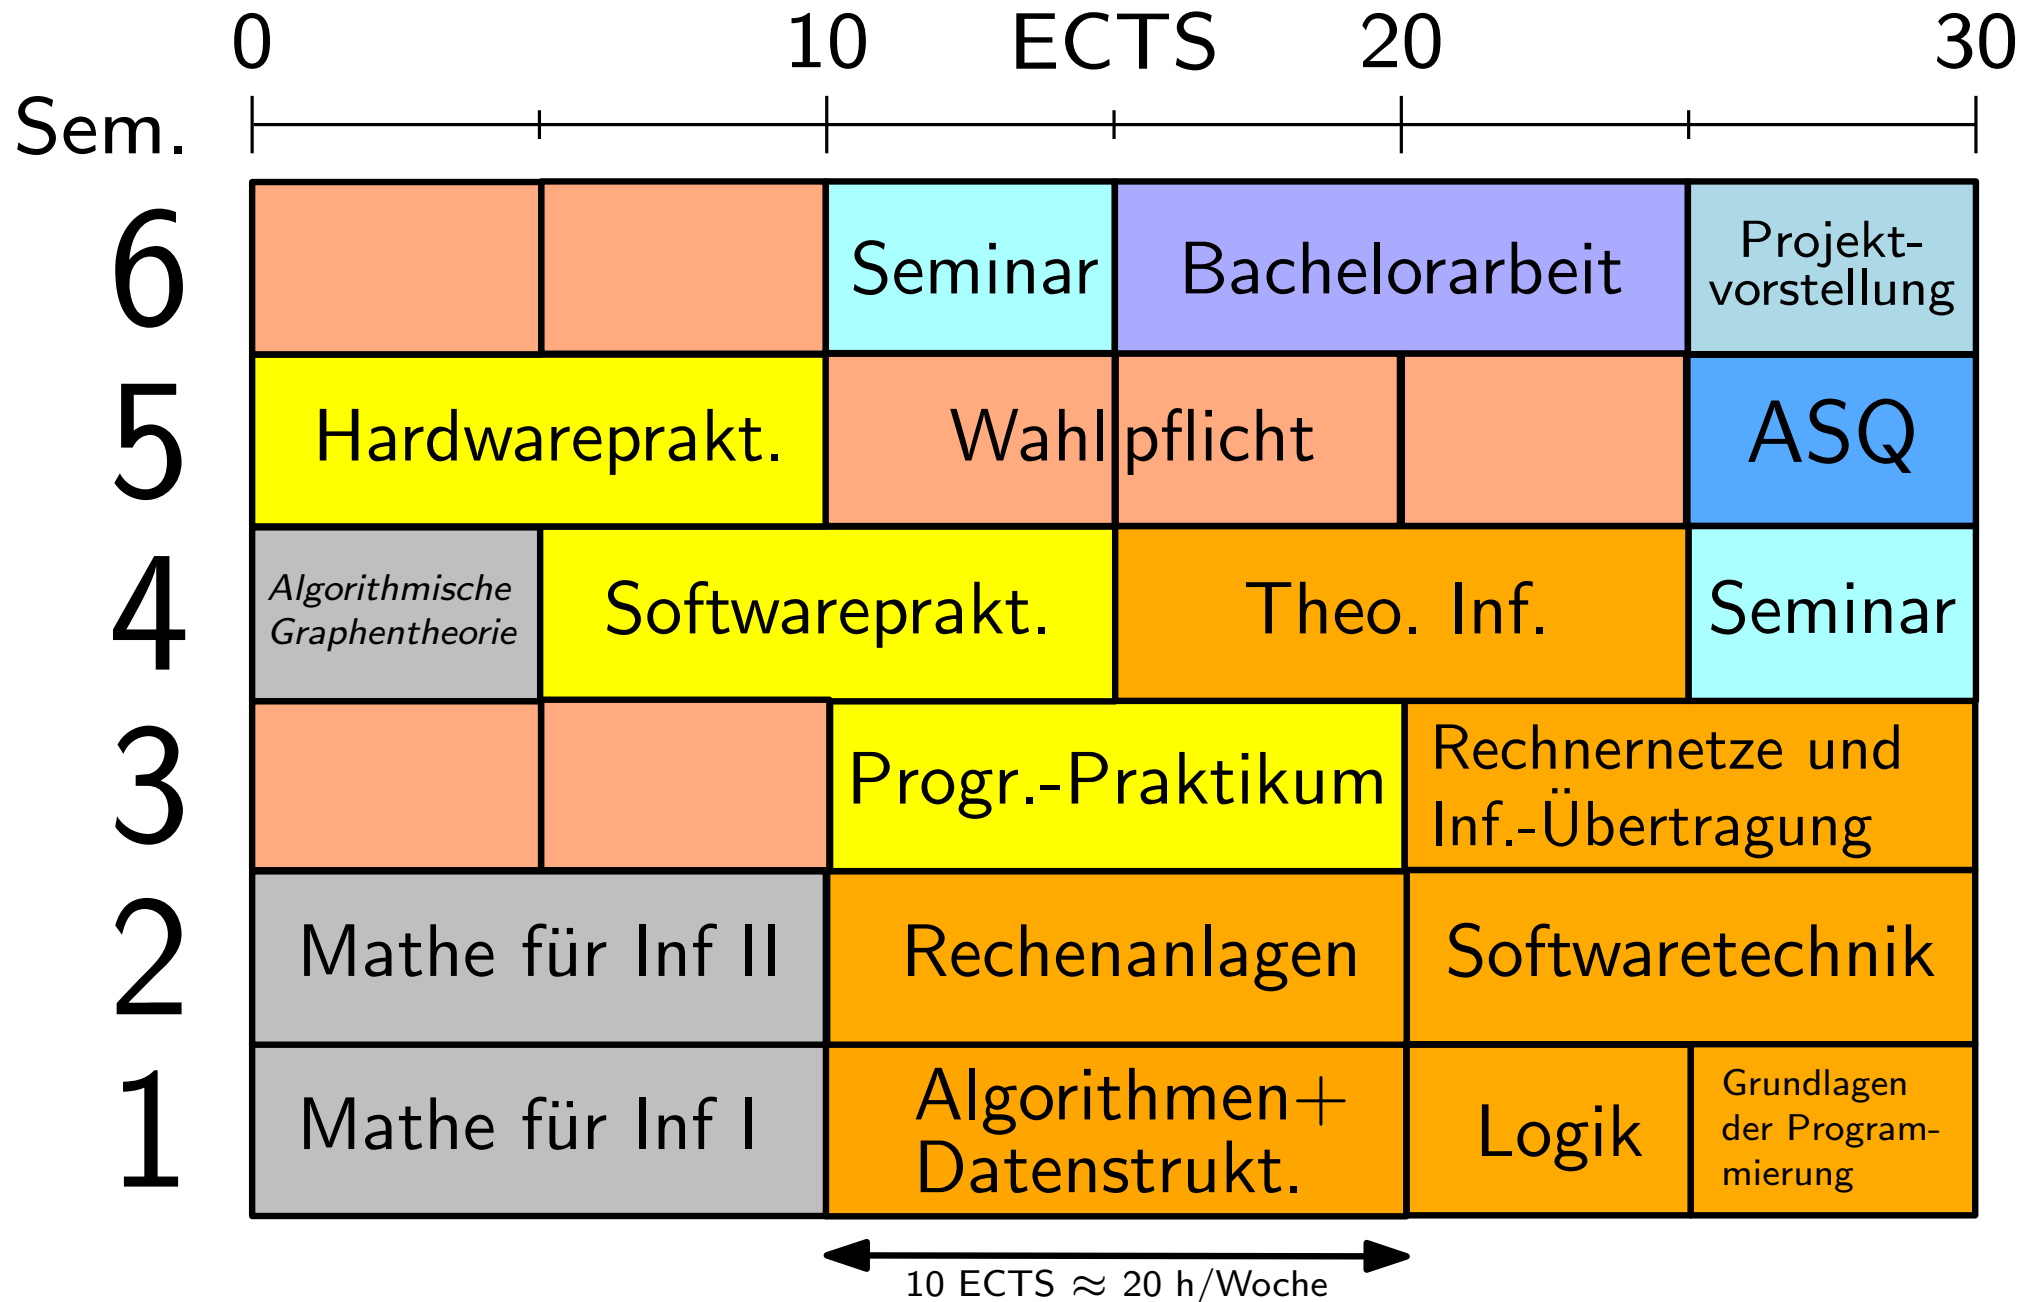 0 10 ECTS 20 30
Sem.
6
Seminar
Bachelorarbeit
Projekt-
vorstellung
5
Hardwareprakt.
Wahlpflicht
ASQ
4
Algorithmische
Graphentheorie
Softwareprakt.
Theo. Inf.
Seminar
3
Progr.-Praktikum
Rechnernetze und
Inf.-Übertragung
2
Mathe für Inf II
Rechenanlagen
Softwaretechnik
1
Mathe für Inf I
Algorithmen+
Datenstrukt.
Logik
Grundlagen
der Program-
mierung
10 ECTS ≈ 20 h/Woche